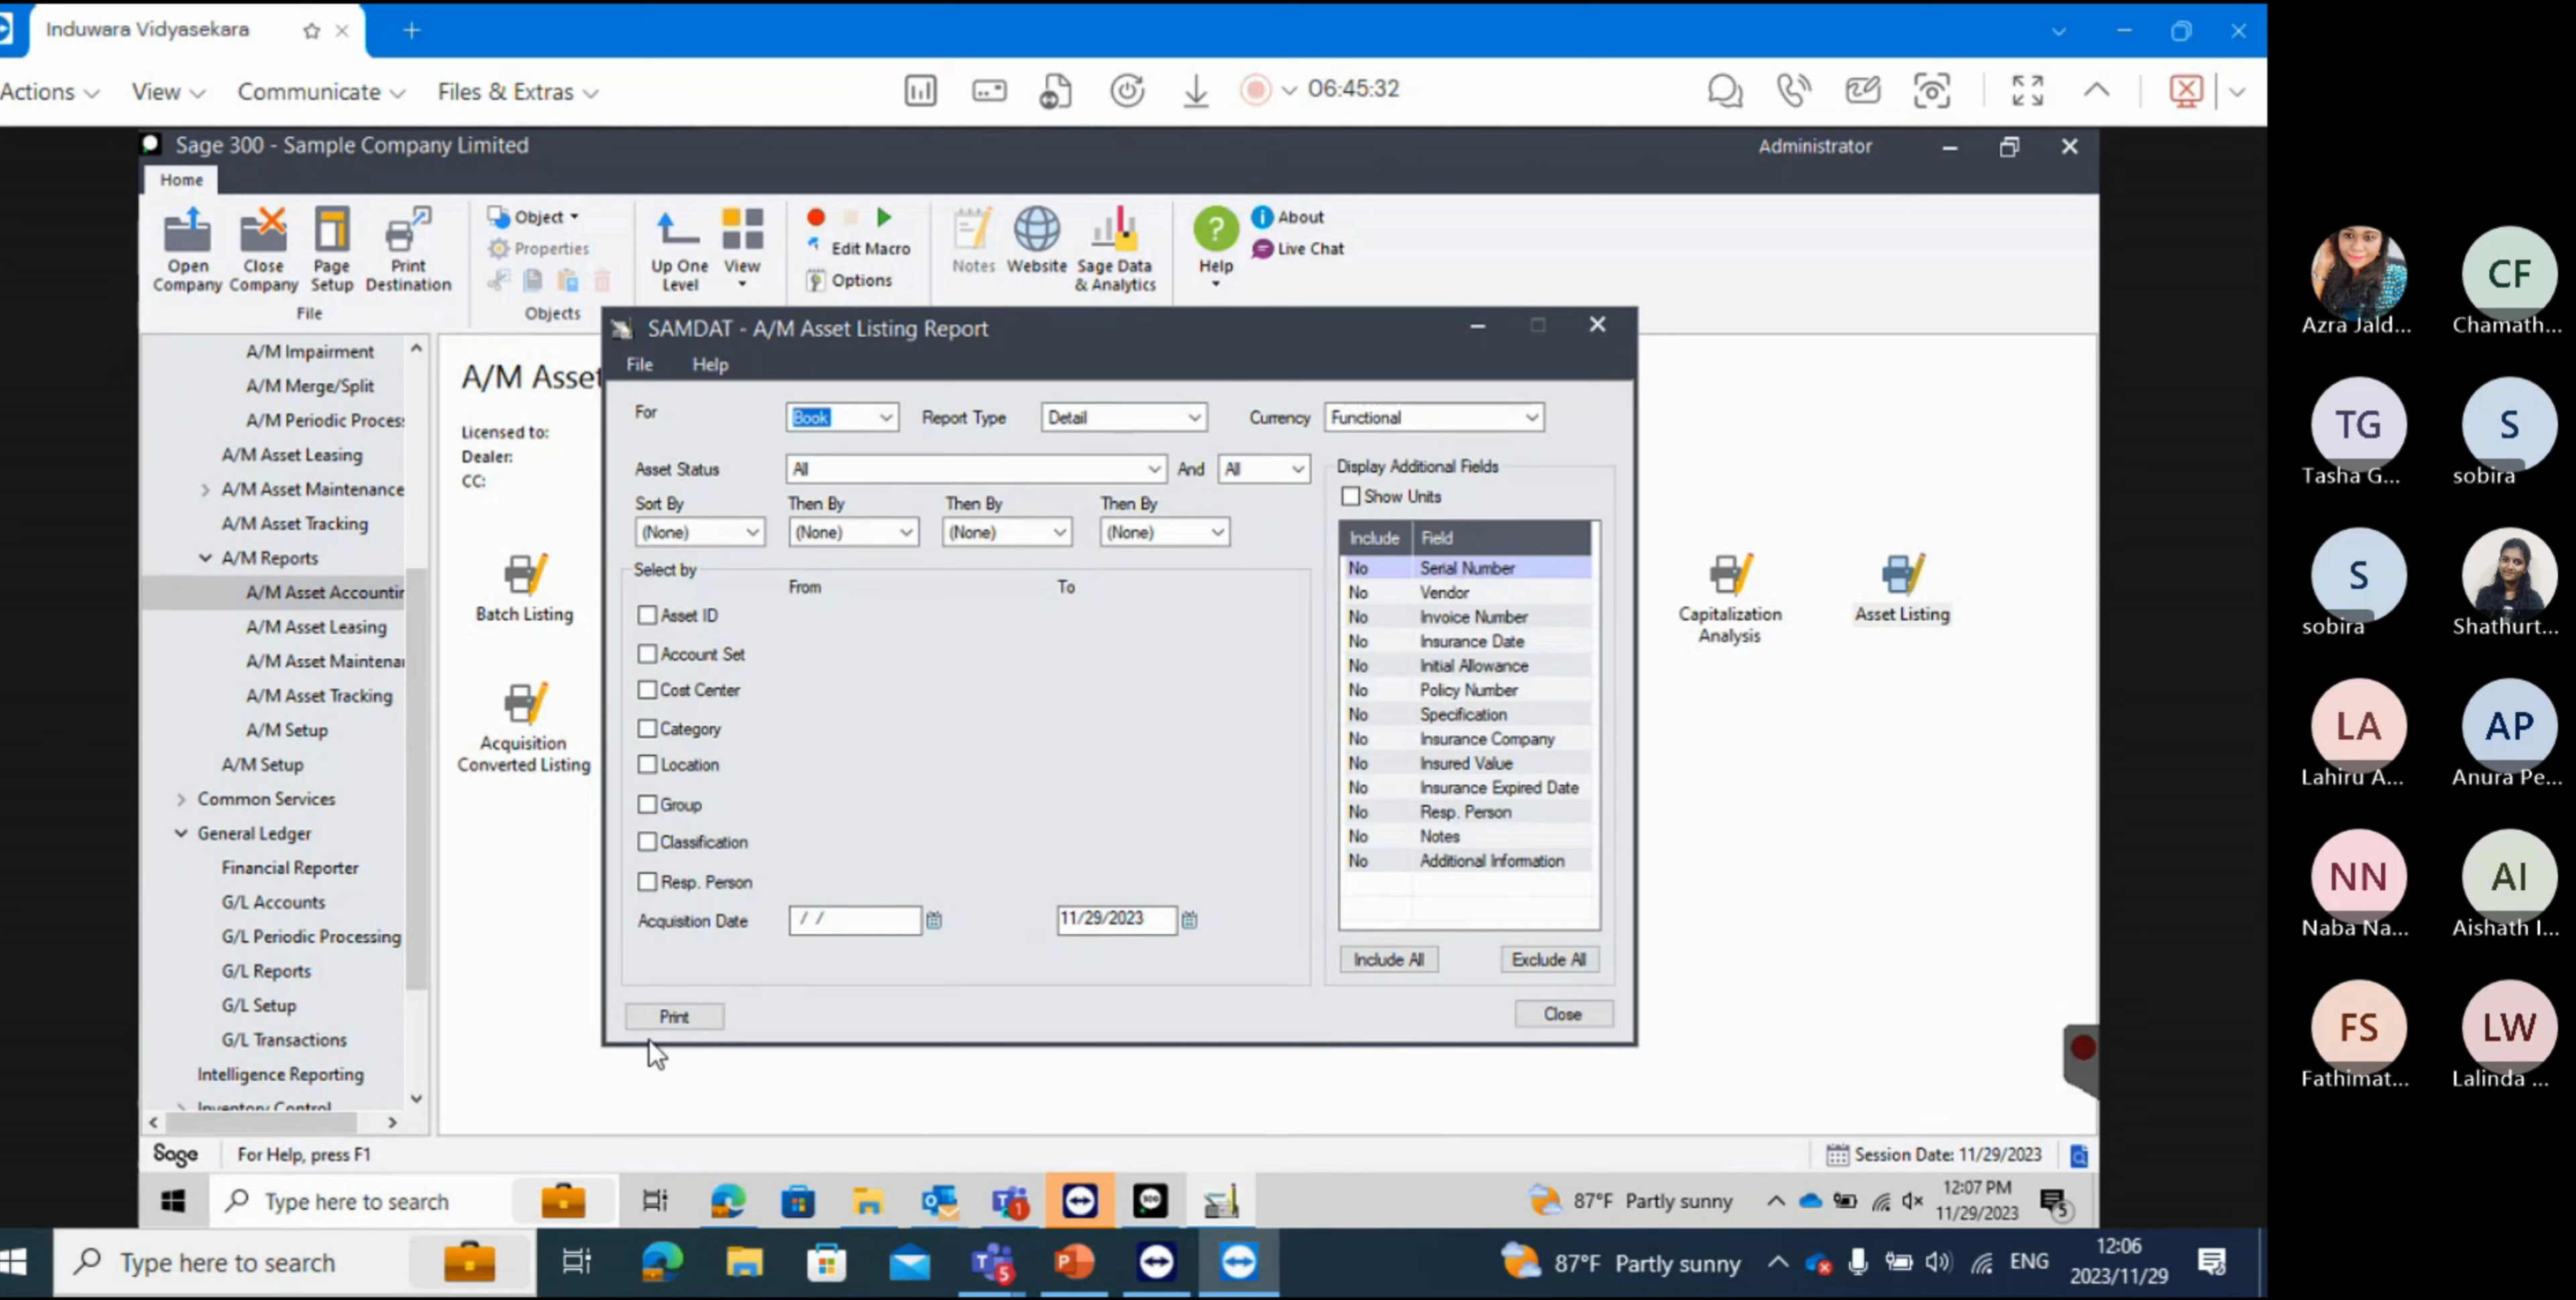 Induwara Vidyasekara
Actions View Communicate Files & Extras 06:45:32
Sage 300 - Sample Company Limited Administrator
Home
Open Company
Close Company
Page Setup
Print Destination
File
Object
Properties
Objects
Up One Level
View
Edit Macro
Options
Notes
Website
Sage Data & Analytics
Help
About
Live Chat
A/M Impairment
A/M Merge/Split
A/M Periodic Proces
A/M Asset Leasing
A/M Asset Maintenance
A/M Asset Tracking
A/M Reports
A/M Asset Accountin
A/M Asset Leasing
A/M Asset Maintena
A/M Asset Tracking
A/M Setup
A/M Setup
Common Services
General Ledger
Financial Reporter
G/L Accounts
G/L Periodic Processing
G/L Reports
G/L Setup
G/L Transactions
Intelligence Reporting
Inventory Control
A/M Asset
Licensed to:
Dealer:
CC:
Batch Listing
Acquisition
Converted Listing
Capitalization
Analysis
Asset Listing
SAMDAT - A/M Asset Listing Report
File Help
For Book Report Type Detail Currency Functional
Asset Status All And All
Sort By Then By Then By Then By
(None) (None) (None) (None)
Select by
From To
Asset ID
Account Set
Cost Center
Category
Location
Group
Classification
Resp. Person
Acquisition Date / / 11/29/2023
Display Additional Fields
Show Units
Include Field
No Serial Number
No Vendor
No Invoice Number
No Insurance Date
No Initial Allowance
No Policy Number
No Specification
No Insurance Company
No Insured Value
No Insurance Expired Date
No Resp. Person
No Notes
No Additional Information
Include All Exclude All
Print Close
Sage For Help, press F1 Session Date: 11/29/2023
Type here to search 1 300 87°F Partly sunny 12:07 PM
11/29/2023 5
Type here to search 5 87°F Partly sunny ENG 12:06
2023/11/29
Azra Jald...
CF
Chamath...
TG
Tasha G...
S
sobira
S
sobira
Shathurt...
LA
Lahiru A...
AP
Anura Pe...
NN
Naba Na...
AI
Aishath I...
FS
Fathimat...
LW
Lalinda ...